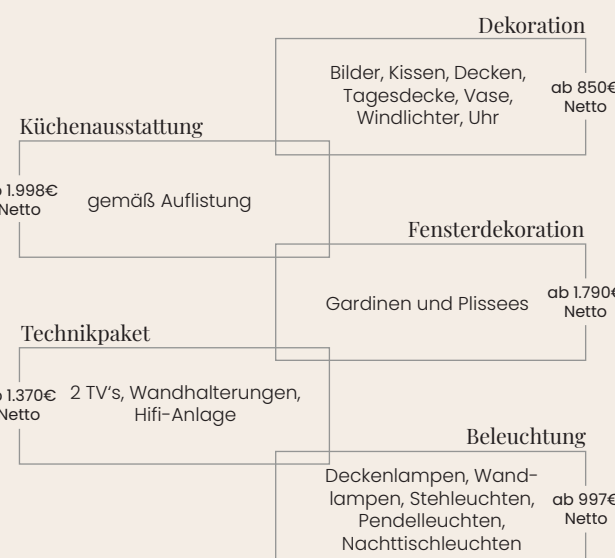 Dekoration
Bilder, Kissen, Decken,
Tagesdecke, Vase,
Windlichter, Uhr
ab 850€
Netto
Küchenausstattung
1.998€
Netto
gemäß Auflistung
Fensterdekoration
Gardinen und Plissees
ab 1.790€
Netto
Technikpaket
1.370€
Netto
2 TV‘s, Wandhalterungen,
Hifi-Anlage
Beleuchtung
Deckenlampen, Wand-
lampen, Stehleuchten,
Pendelleuchten,
Nachttischleuchten
ab 997€
Netto